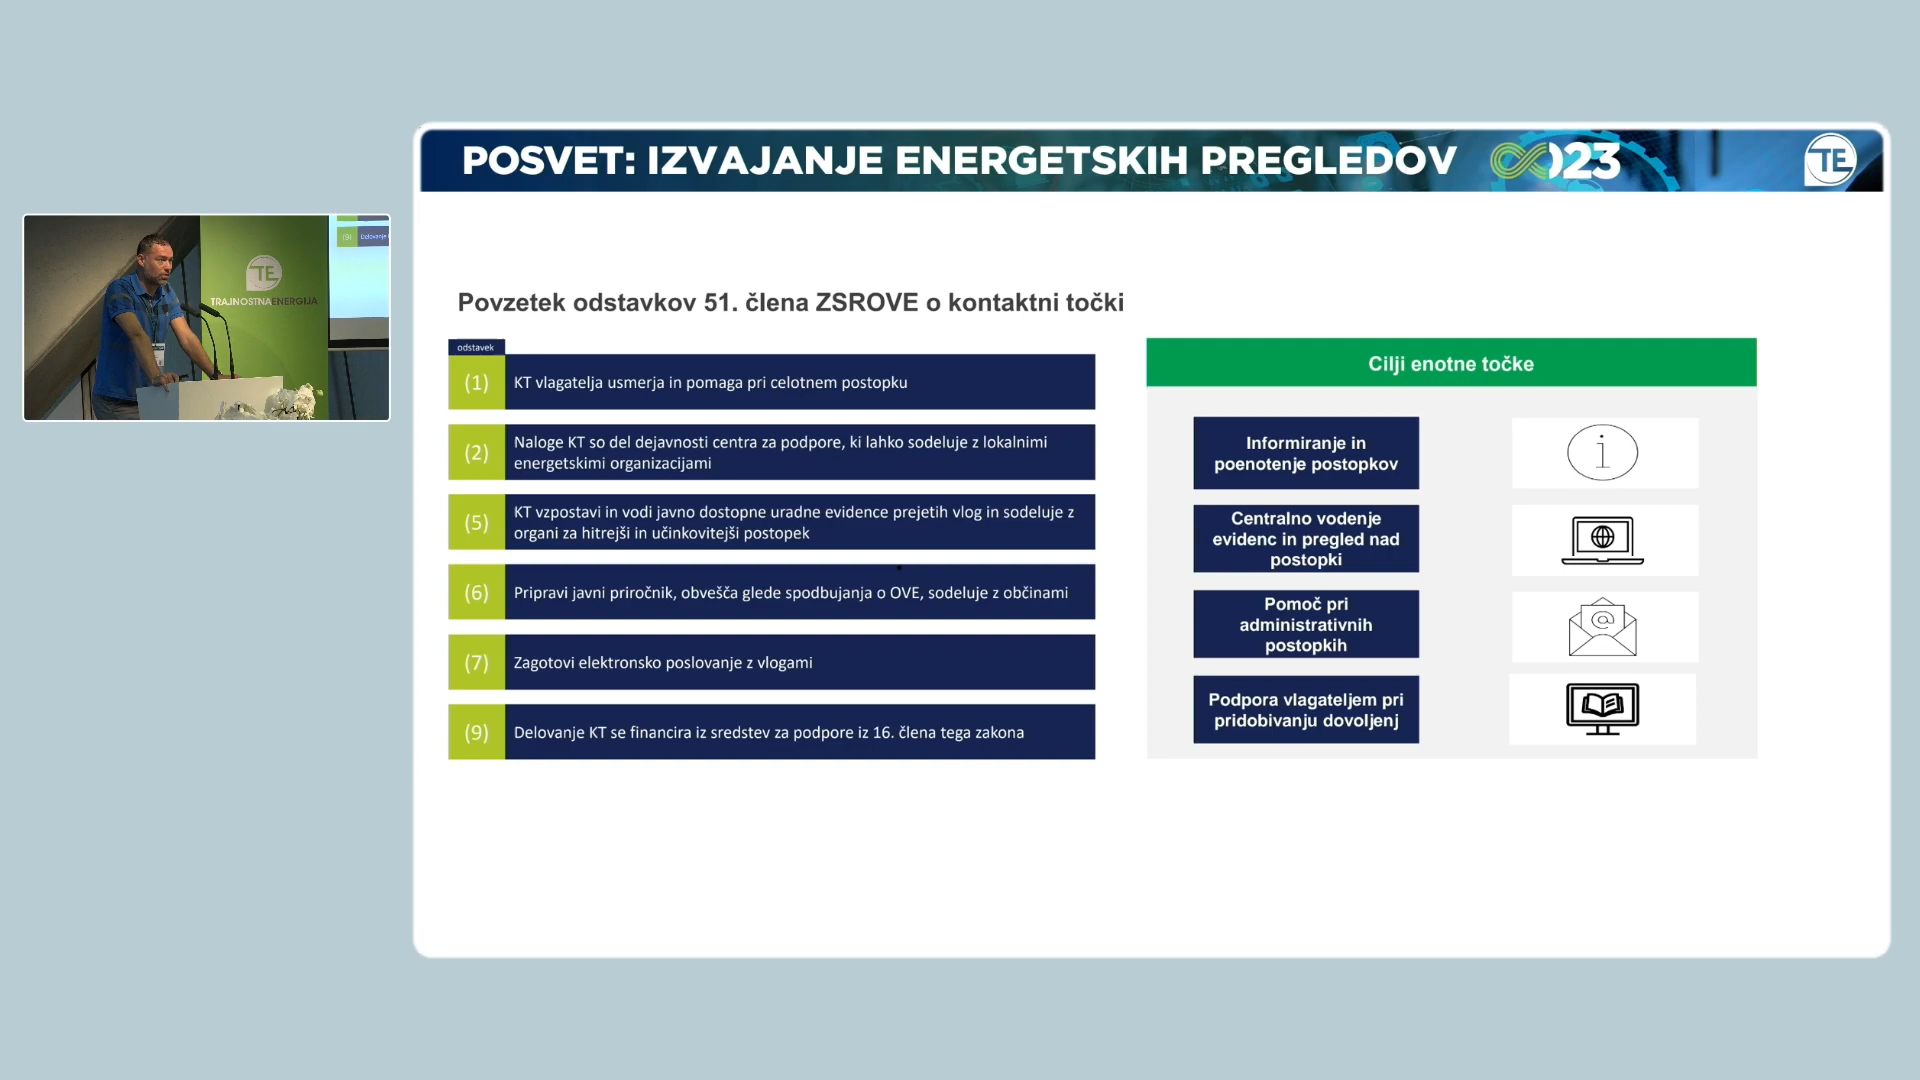 POSVET: IZVAJANJE ENERGETSKIH PREGLEDOV
023
TE
(9) Delovanje
TE
TRAJNOSTNAENERGIJA
Povzetek odstavkov 51. člena ZSROVE o kontaktni točki
odstavek
(1) KT vlagatelja usmerja in pomaga pri celotnem postopku
(2) Naloge KT so del dejavnosti centra za podpore, ki lahko sodeluje z lokalnimi
energetskimi organizacijami
(5) KT vzpostavi in vodi javno dostopne uradne evidence prejetih vlog in sodeluje z
organi za hitrejši in učinkovitejši postopek
(6) Pripravi javni priročnik, obvešča glede spodbujanja o OVE, sodeluje z občinami
(7) Zagotovi elektronsko poslovanje z vlogami
(9) Delovanje KT se financira iz sredstev za podpore iz 16. člena tega zakona
Cilji enotne točke
Informiranje in
poenotenje postopkov
Centralno vodenje
evidenc in pregled nad
postopki
Pomoč pri
administrativnih
postopkih
Podpora vlagateljem pri
pridobivanju dovoljenj